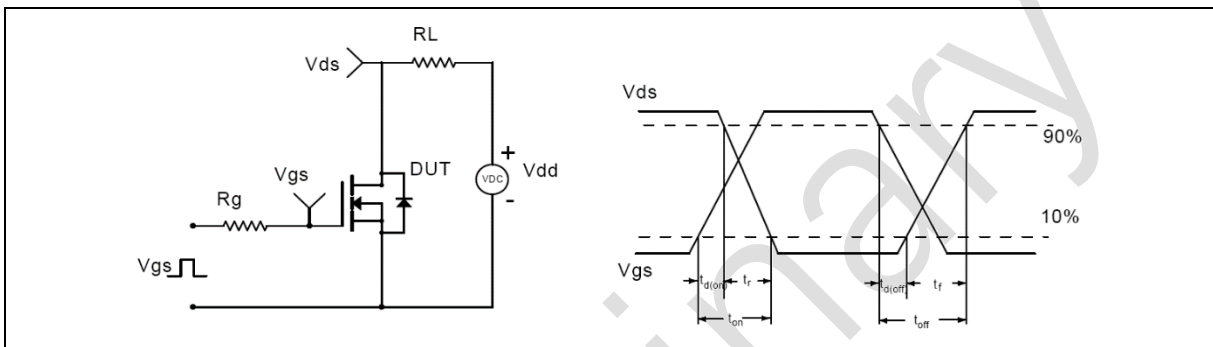 RL
Vds
Vds
90%
+
Vgs
DUT
VDC
Vdd
Rg
-
10%
Vgs
Vgs
td(on)
tr
td(off)
tf
ton
toff